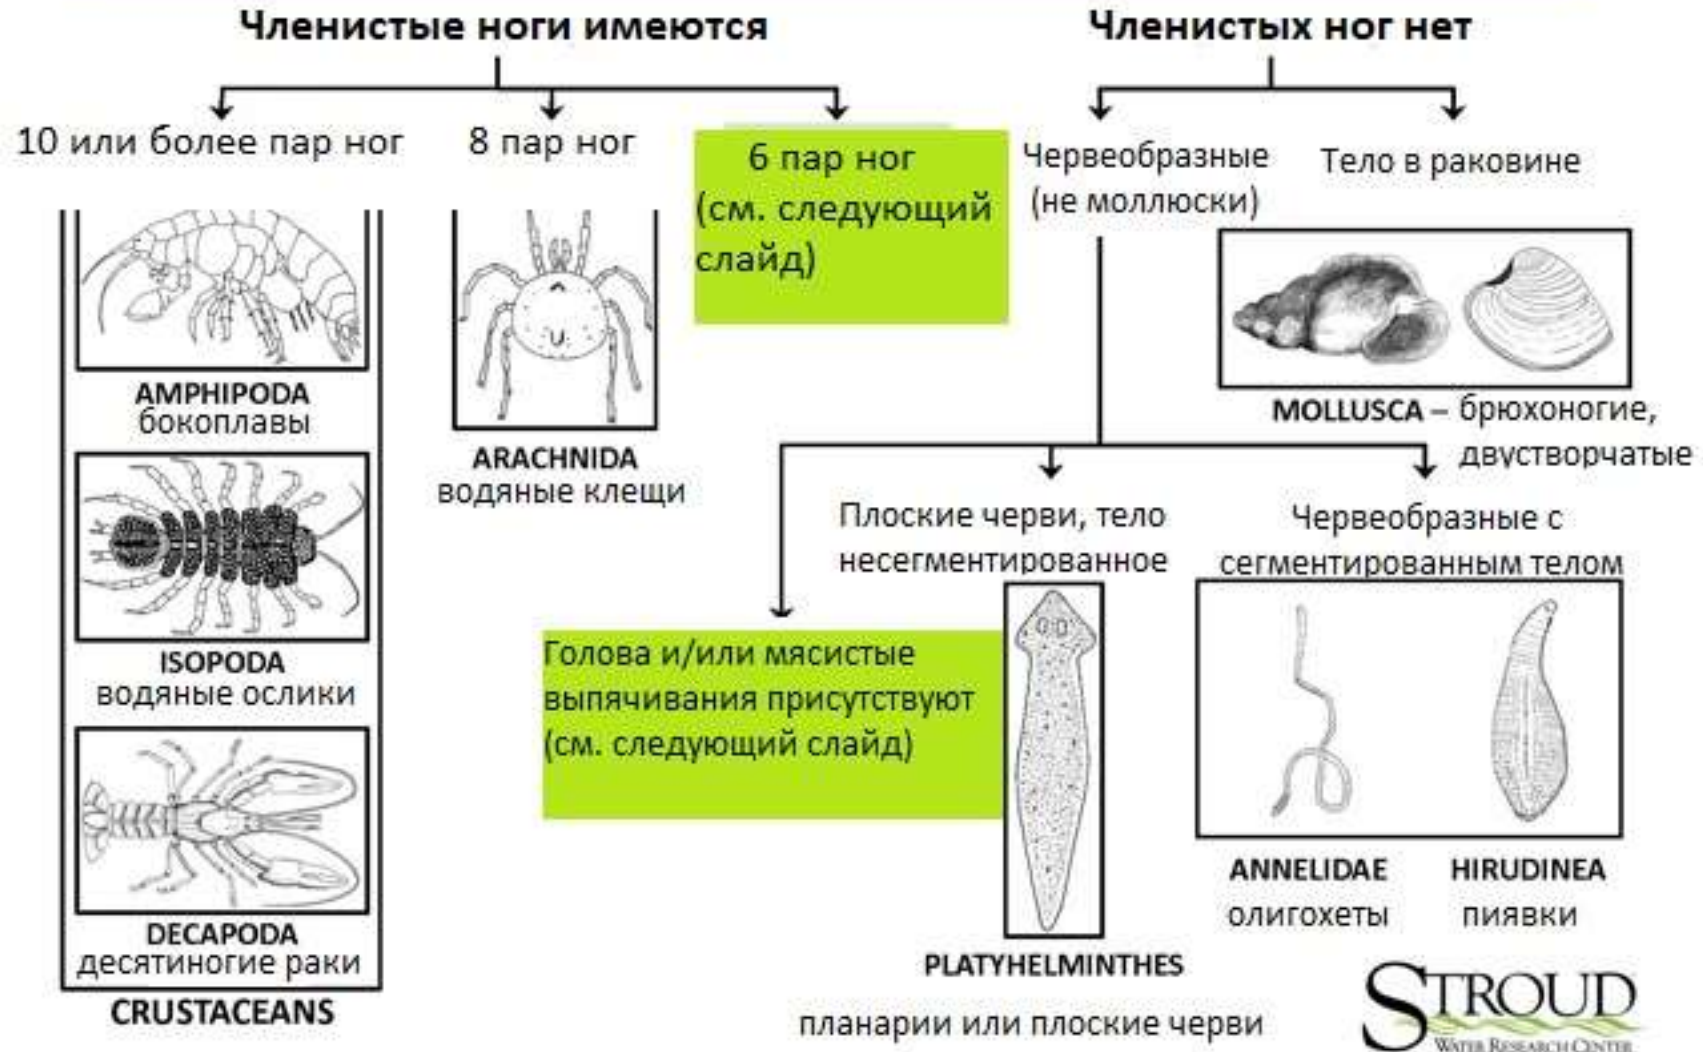 Членистые ноги имеются
Членистых ног нет
10 или более пар ног
8 пар ног
6 пар ног
(см. следующий
слайд)
Червеобразные
(не моллюски)
Тело в раковине
AMPHIPODA
бокоплавы
ARACHNIDA
водяные клещи
MOLLUSCA – брюхоногие,
двустворчатые
Плоские черви, тело
несегментированное
Червеобразные с
сегментированным телом
ISOPODA
водяные ослики
Голова и/или мясистые
выпячивания присутствуют
(см. следующий слайд)
DECAPODA
десятиногие раки
CRUSTACEANS
PLATYHELMINTHES
планарии или плоские черви
ANNELIDAE
олигохеты
HIRUDINEA
пиявки
STROUD
WATER RESEARCH CENTER